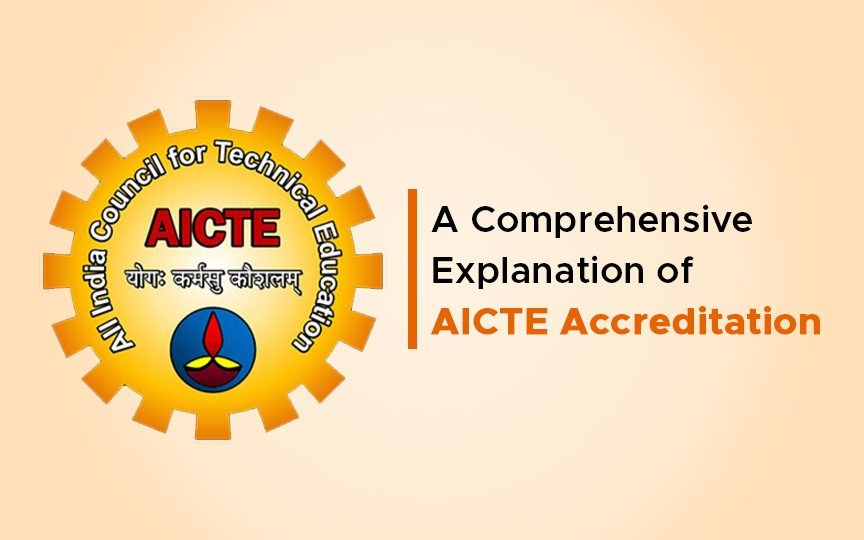 All India Council for Technical Education
AICTE
योगः कर्मसु कौशलम्
A Comprehensive
Explanation of
AICTE Accreditation